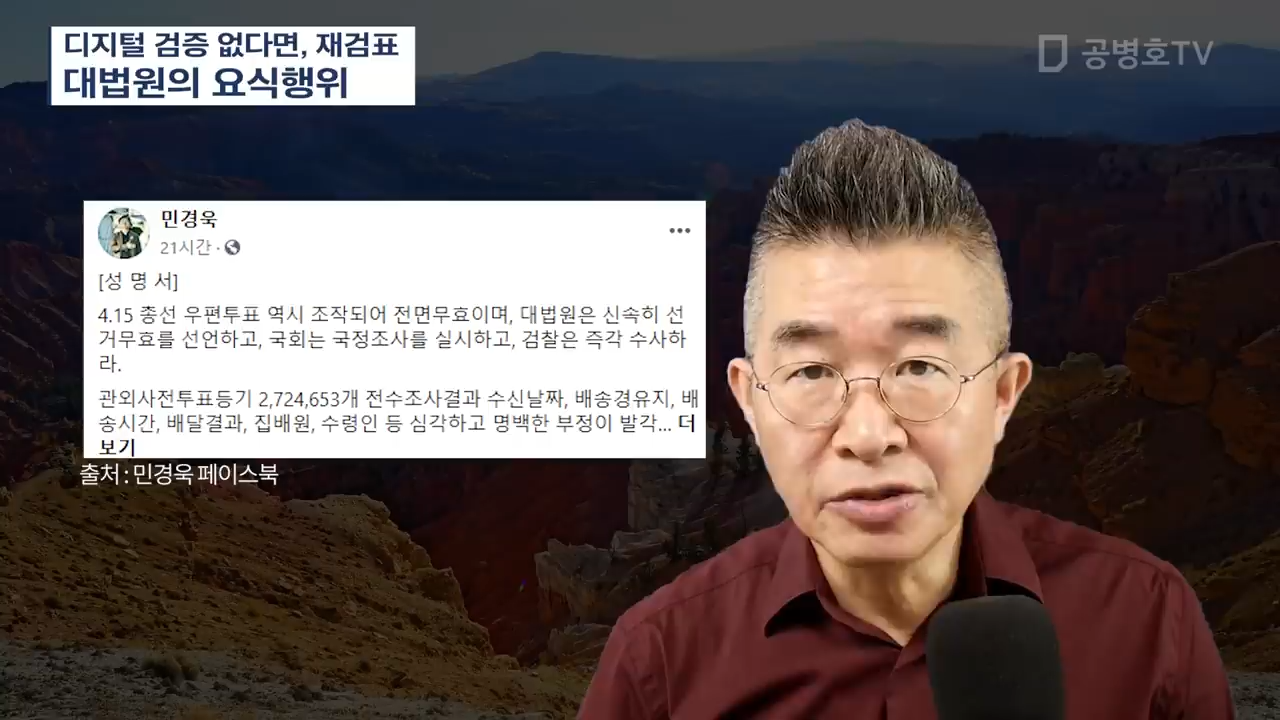 디지털 검증 없다면, 재검표
대법원의 요식행위
공병호TV
민경욱
21시간 ·
[성 명 서]
4.15 총선 우편투표 역시 조작되어 전면무효이며, 대법원은 신속히 선
거무효를 선언하고, 국회는 국정조사를 실시하고, 검찰은 즉각 수사하
라.
관외사전투표등기 2,724,653개 전수조사결과 수신날짜, 배송경유지, 배
송시간, 배달결과, 집배원, 수령인 등 심각하고 명백한 부정이 발각... 더
보기
출처 : 민경욱 페이스북